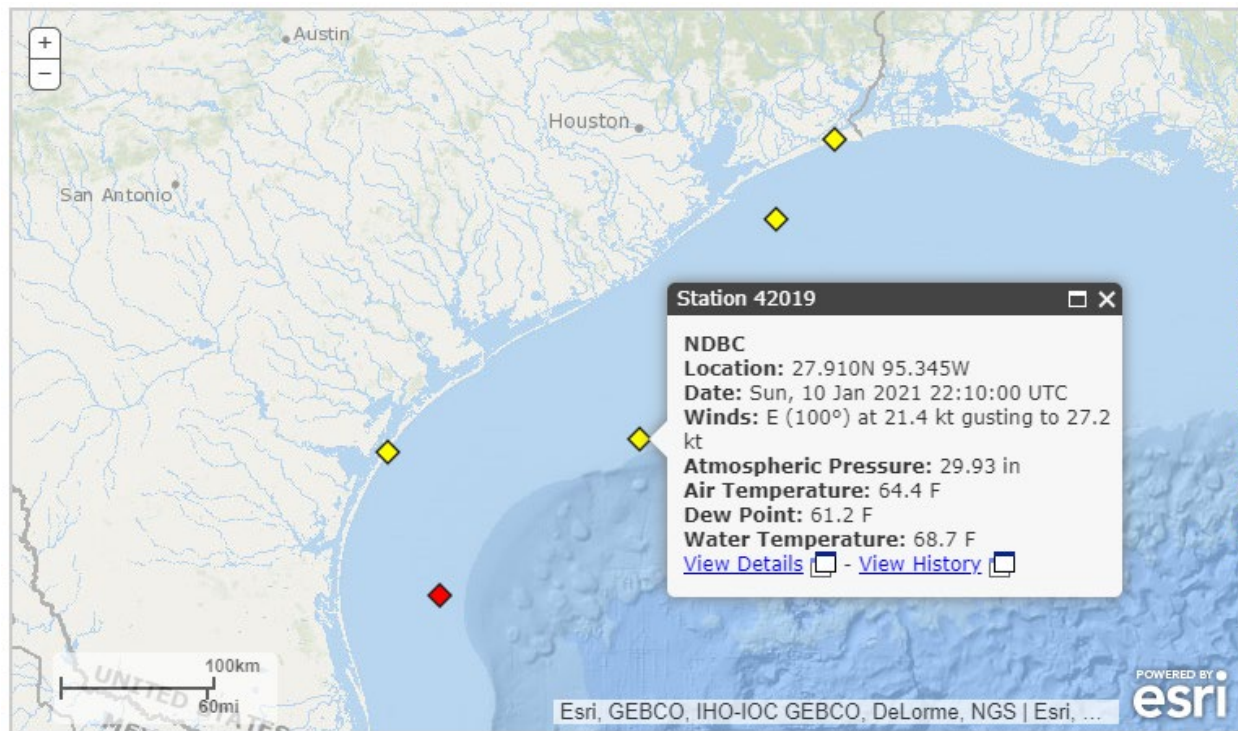 +
Austin
−
Houston
San Antonio
Station 42019
NDBC
Location: 27.910N 95.345W
Date: Sun, 10 Jan 2021 22:10:00 UTC
Winds: E (100°) at 21.4 kt gusting to 27.2
kt
Atmospheric Pressure: 29.93 in
Air Temperature: 64.4 F
Dew Point: 61.2 F
Water Temperature: 68.7 F
View Details - View History
100km
60mi
UNITED STATES
POWERED BY
esri
Esri, GEBCO, IHO-IOC GEBCO, DeLorme, NGS | Esri, ...